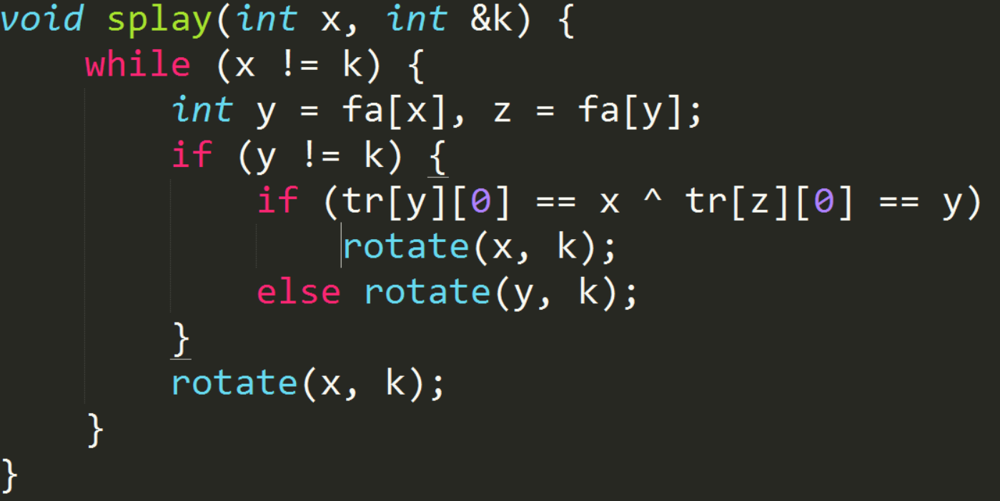 void splay(int x, int &k) {
    while (x != k) {
        int y = fa[x], z = fa[y];
        if (y != k) {
            if (tr[y][0] == x ^ tr[z][0] == y)
                rotate(x, k);
            else rotate(y, k);
        }
        rotate(x, k);
    }
}